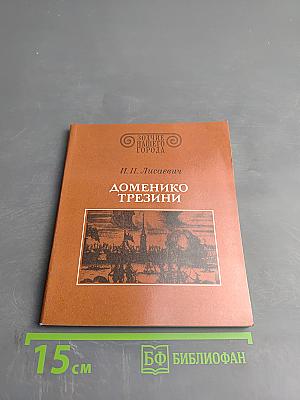 ЗОДЧИЕ
НАШЕГО
ГОРОДА
И. И. Лисаевич
ДОМЕНИКО
ТРЕЗИНИ
15 см
БФ БИБЛИОФАН